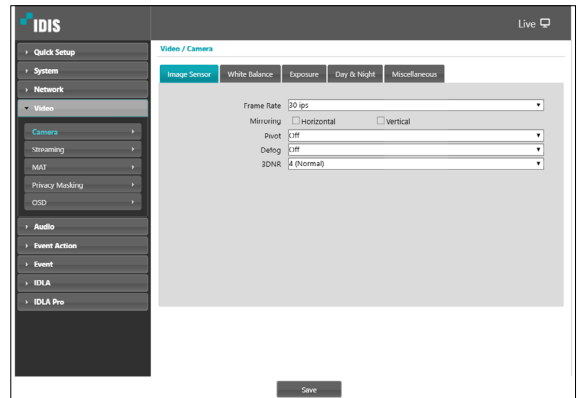 IDIS
Live
Quick Setup
System
Network
Video
Camera
Streaming
MAT
Privacy Masking
OSD
Audio
Event Action
Event
IDLA
IDLA Pro
Video / Camera
Image Sensor White Balance Exposure Day & Night Miscellaneous
Frame Rate 30 ips
Mirroring Horizontal Vertical
Pivot Off
Defog Off
3DNR 4 (Normal)
Save